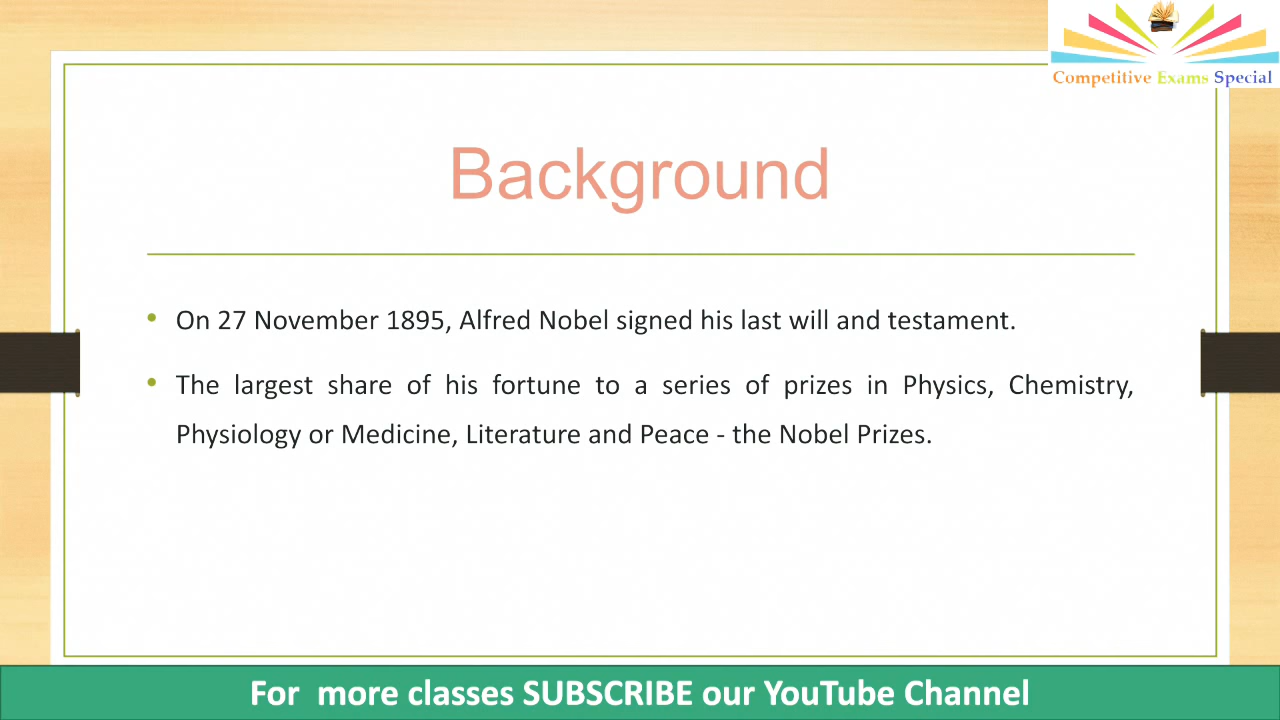 Competitive Exams Special
Background
• On 27 November 1895, Alfred Nobel signed his last will and testament.
• The largest share of his fortune to a series of prizes in Physics, Chemistry,
Physiology or Medicine, Literature and Peace - the Nobel Prizes.
For more classes SUBSCRIBE our YouTube Channel